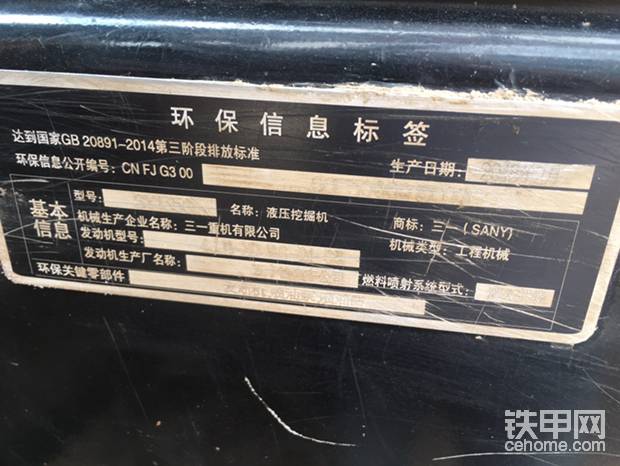 环保信息标签
达到国家GB 20891-2014第三阶段排放标准
环保信息公开编号: CN FJ G3 00
生产日期:
基本信息
型号:
名称: 液压挖掘机
商标: 三一(SANY)
机械生产企业名称: 三一重机有限公司
机械类型: 工程机械
发动机型号:
发动机生产厂名称:
环保关键零部件
燃料喷射系统型式:
铁甲网
cehome.com